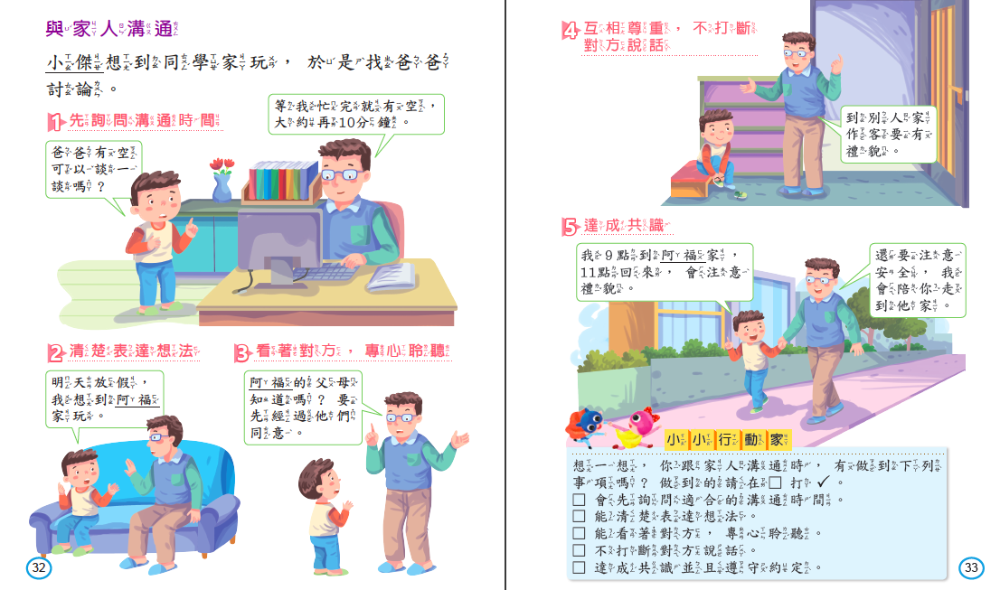 與家人溝通
小傑想到同學家玩，於是找爸爸
討論。
1 先詢問溝通時間
爸爸有空
可以談一
談嗎？
等我忙完就有空，
大約再10分鐘。
2 清楚表達想法
明天放假，
我想到阿福
家玩。
3 看著對方，專心聆聽
阿福的父母
知道嗎？要
先經過他們
同意。
32
4 互相尊重，不打斷
對方說話
到別人家
作客要有
禮貌。
5 達成共識
我9點到阿福家，
11點回來，會注意
禮貌。
還要注意
安全，我
會陪你走
到他家。
小小行動家
想一想，你跟家人溝通時，有做到下列
事項嗎？做到的請在□打✓。
□ 會先詢問適合的溝通時間。
□ 能清楚表達想法。
□ 能看著對方，專心聆聽。
□ 不打斷對方說話。
□ 達成共識並且遵守約定。
33